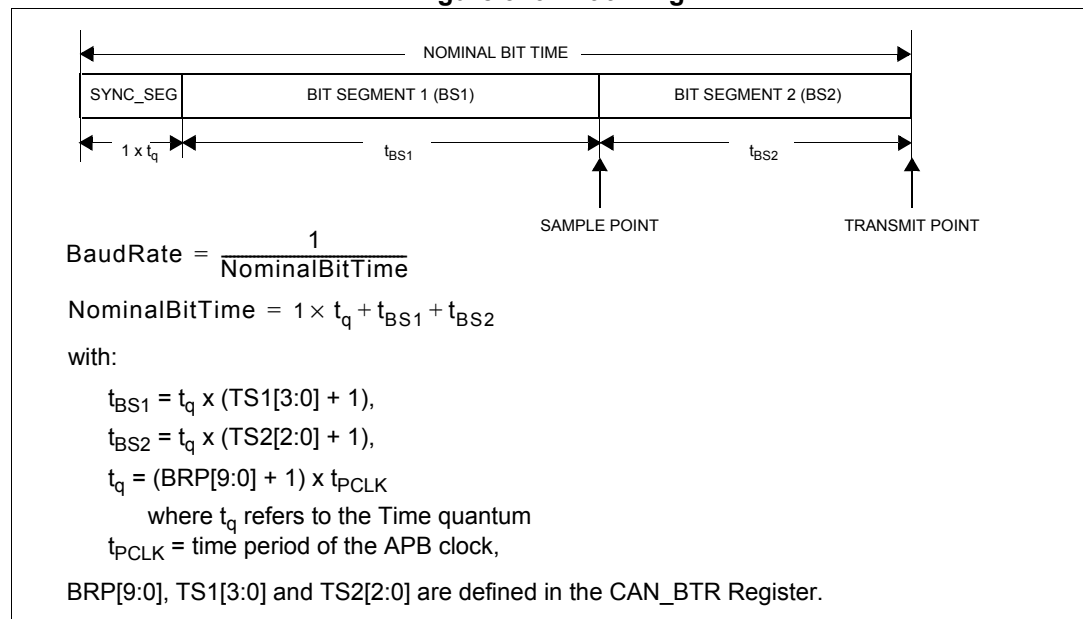 NOMINAL BIT TIME
SYNC_SEG BIT SEGMENT 1 (BS1) BIT SEGMENT 2 (BS2)
1 x tq tBS1 tBS2
SAMPLE POINT TRANSMIT POINT
BaudRate = 1 / NominalBitTime
NominalBitTime = 1 × tq + tBS1 + tBS2
with:
tBS1 = tq x (TS1[3:0] + 1),
tBS2 = tq x (TS2[2:0] + 1),
tq = (BRP[9:0] + 1) x tPCLK
where tq refers to the Time quantum
tPCLK = time period of the APB clock,
BRP[9:0], TS1[3:0] and TS2[2:0] are defined in the CAN_BTR Register.